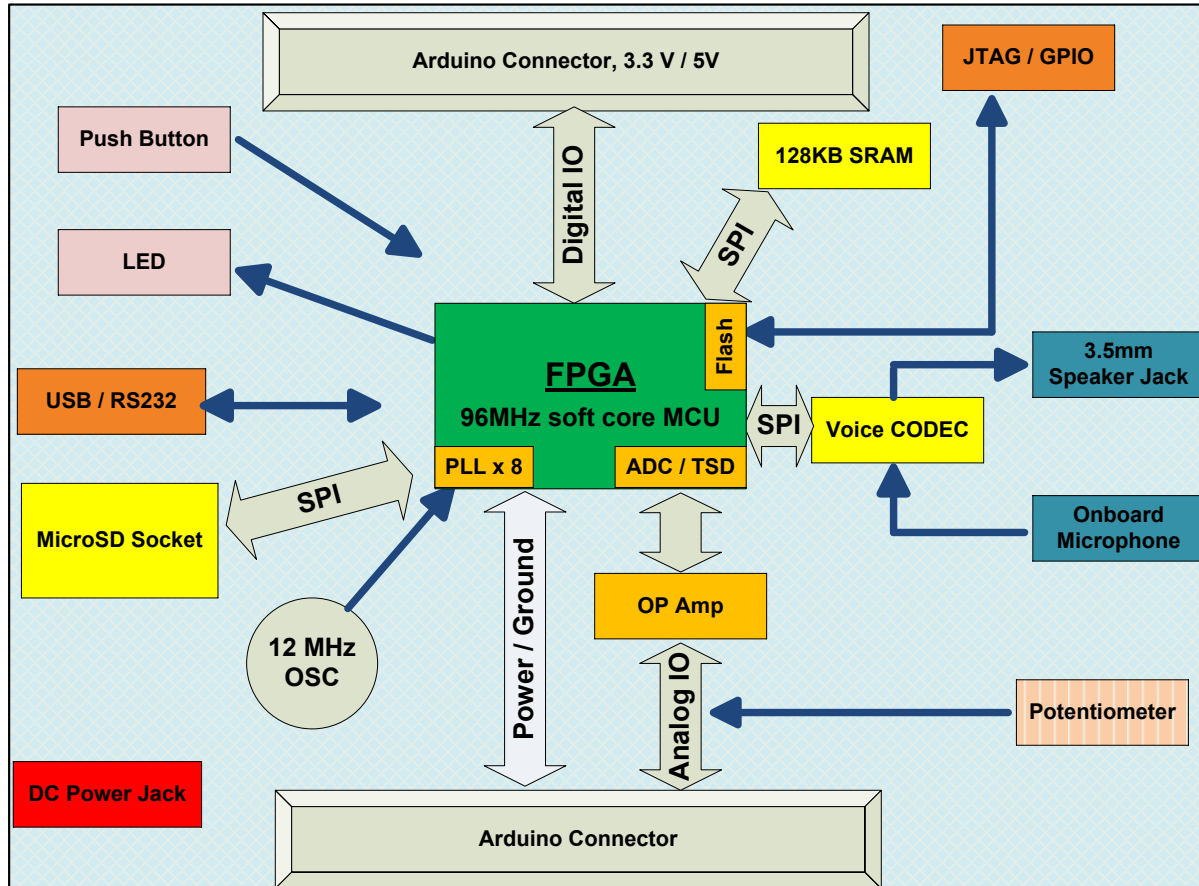 Arduino Connector, 3.3 V / 5V
JTAG / GPIO
Push Button
Digital IO
128KB SRAM
SPI
LED
Flash
FPGA
96MHz soft core MCU
PLL x 8
ADC / TSD
USB / RS232
SPI
Voice CODEC
3.5mm
Speaker Jack
Onboard
Microphone
SPI
MicroSD Socket
12 MHz
OSC
Power / Ground
OP Amp
Analog IO
Potentiometer
DC Power Jack
Arduino Connector